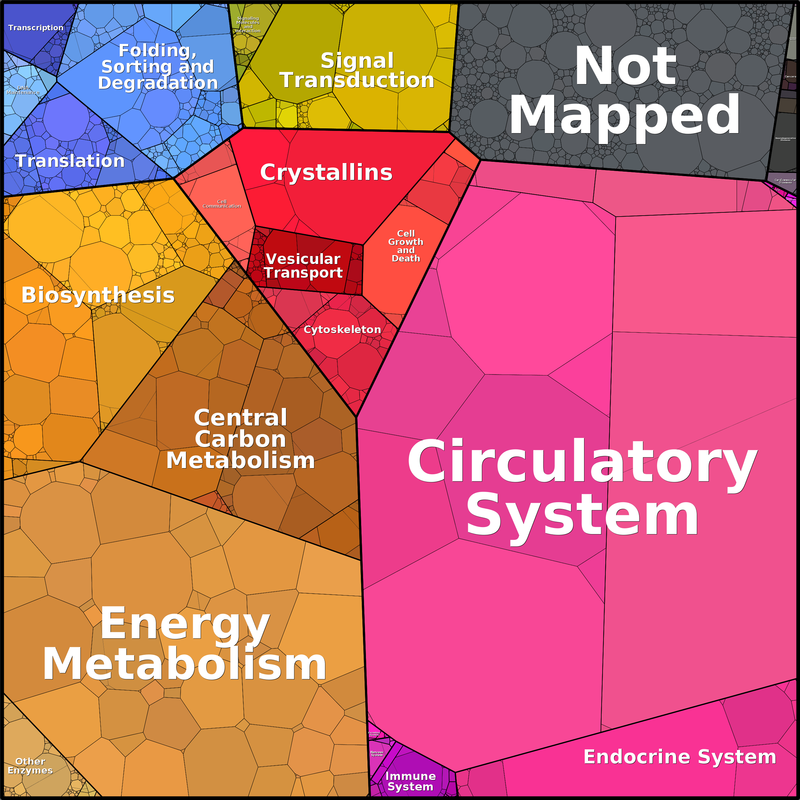 Transcription
Folding,
Sorting and
Degradation
Signal
Transduction
Not
Mapped
Translation
Crystallins
Cell
Communication
Cell
Growth
and
Death
Vesicular
Transport
Biosynthesis
Cytoskeleton
Central
Carbon
Metabolism
Circulatory
System
Energy
Metabolism
Other
Enzymes
Immune
System
Endocrine System